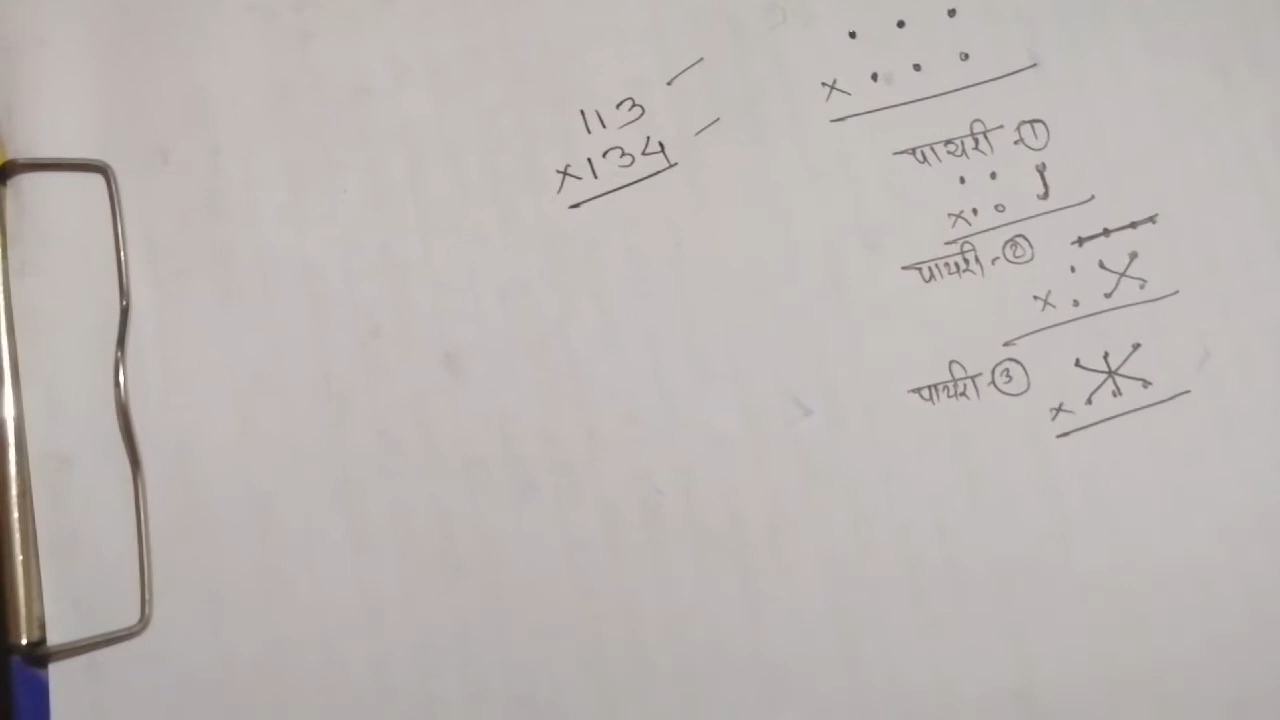 113
×134
×
पायरी - ①
×
पायरी - ②
×
पायरी - ③
×